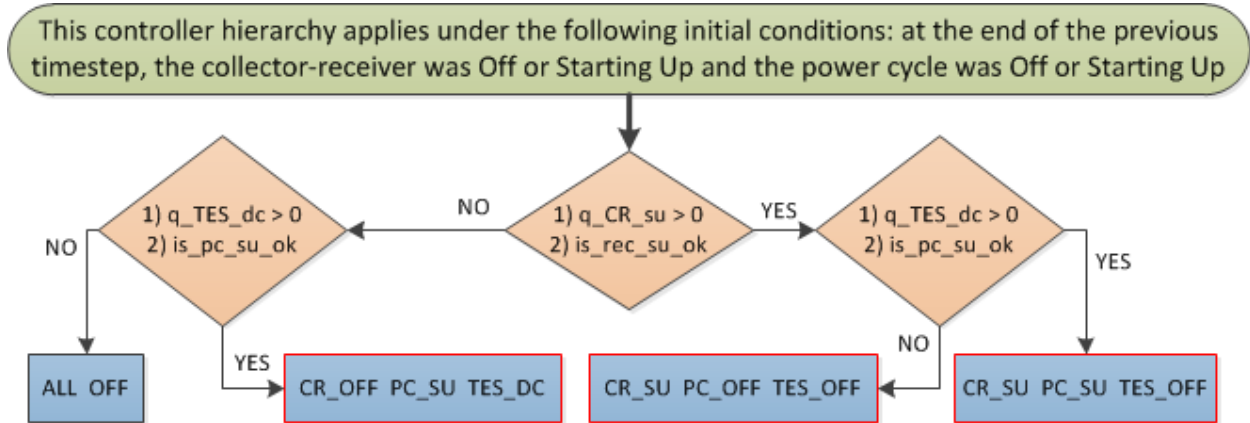 This controller hierarchy applies under the following initial conditions: at the end of the previous
timestep, the collector-receiver was Off or Starting Up and the power cycle was Off or Starting Up
1) q_TES_dc > 0
2) is_pc_su_ok
NO
1) q_CR_su > 0
2) is_rec_su_ok
YES
1) q_TES_dc > 0
2) is_pc_su_ok
NO
YES
YES
NO
ALL OFF
CR_OFF PC_SU TES_DC
CR_SU PC_OFF TES_OFF
CR_SU PC_SU TES_OFF